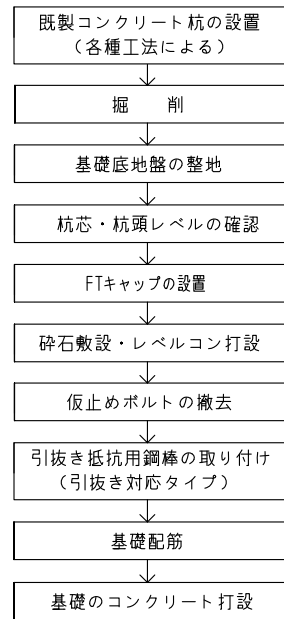 既製コンクリート杭の設置
（各種工法による）
掘　削
基礎底地盤の整地
杭芯・杭頭レベルの確認
FTキャップの設置
砕石敷設・レベルコン打設
仮止めボルトの撤去
引抜き抵抗用鋼棒の取り付け
（引抜き対応タイプ）
基礎配筋
基礎のコンクリート打設